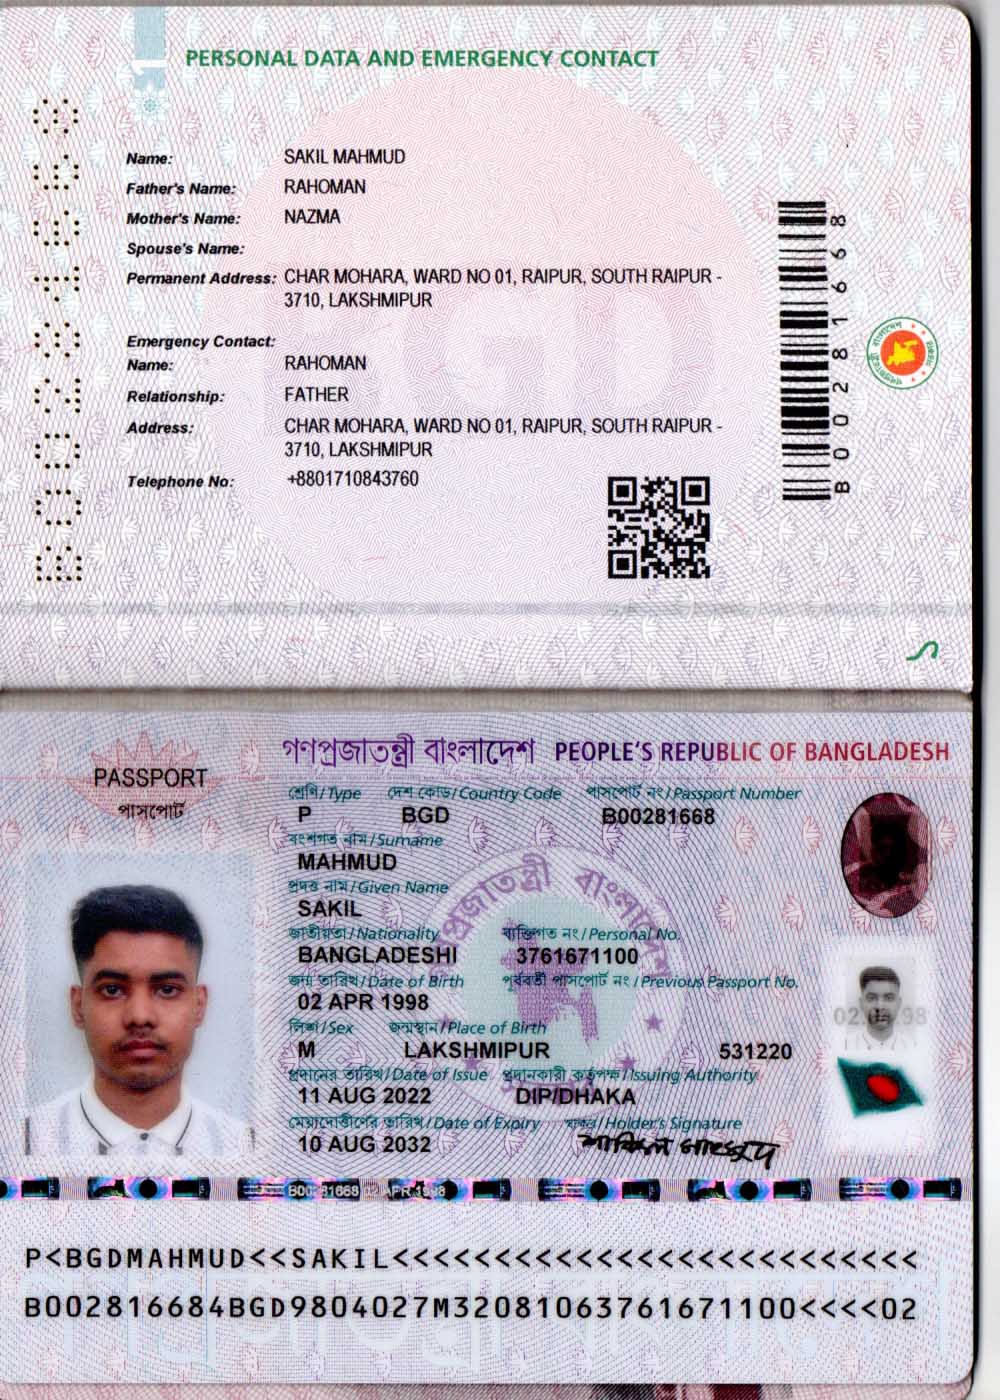 1
PERSONAL DATA AND EMERGENCY CONTACT
Name: SAKIL MAHMUD
Father's Name: RAHOMAN
Mother's Name: NAZMA
Spouse's Name:
Permanent Address: CHAR MOHARA, WARD NO 01, RAIPUR, SOUTH RAIPUR -
3710, LAKSHMIPUR
Emergency Contact:
Name: RAHOMAN
Relationship: FATHER
Address: CHAR MOHARA, WARD NO 01, RAIPUR, SOUTH RAIPUR -
3710, LAKSHMIPUR
Telephone No: +8801710843760
B00281668
B00281668
গণপ্রজাতন্ত্রী বাংলাদেশ PEOPLE'S REPUBLIC OF BANGLADESH
PASSPORT
পাসপোর্ট
শ্রেণি/Type দেশ কোড/Country Code পাসপোর্ট নং/Passport Number
P BGD B00281668
বংশগত নাম/Surname
MAHMUD
প্রদত্ত নাম/Given Name
SAKIL
জাতীয়তা/Nationality ব্যক্তিগত নং/Personal No.
BANGLADESHI 3761671100
জন্ম তারিখ/Date of Birth পূর্ববর্তী পাসপোর্ট নং/Previous Passport No.
02 APR 1998
লিঙ্গ/Sex জন্মস্থান/Place of Birth
M LAKSHMIPUR 531220
প্রদানের তারিখ/Date of Issue প্রদানকারী কর্তৃপক্ষ/Issuing Authority
11 AUG 2022 DIP/DHAKA
মেয়াদোত্তীর্ণের তারিখ/Date of Expiry স্বাক্ষর/Holder's Signature
10 AUG 2032
B00281668 02 APR 1998
P<BGDMAHMUD<<SAKIL<<<<<<<<<<<<<<<<<<<<<<<<<<
B002816684BGD9804027M32081063761671100<<<<02